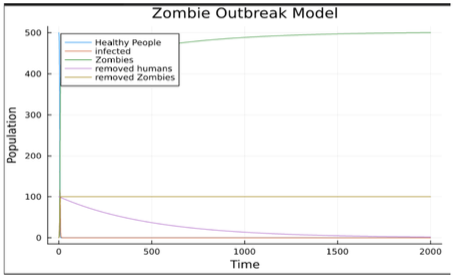 Zombie Outbreak Model
Population
500
400
300
200
100
0
Healthy People
infected
Zombies
removed humans
removed Zombies
0 500 1000 1500 2000
Time